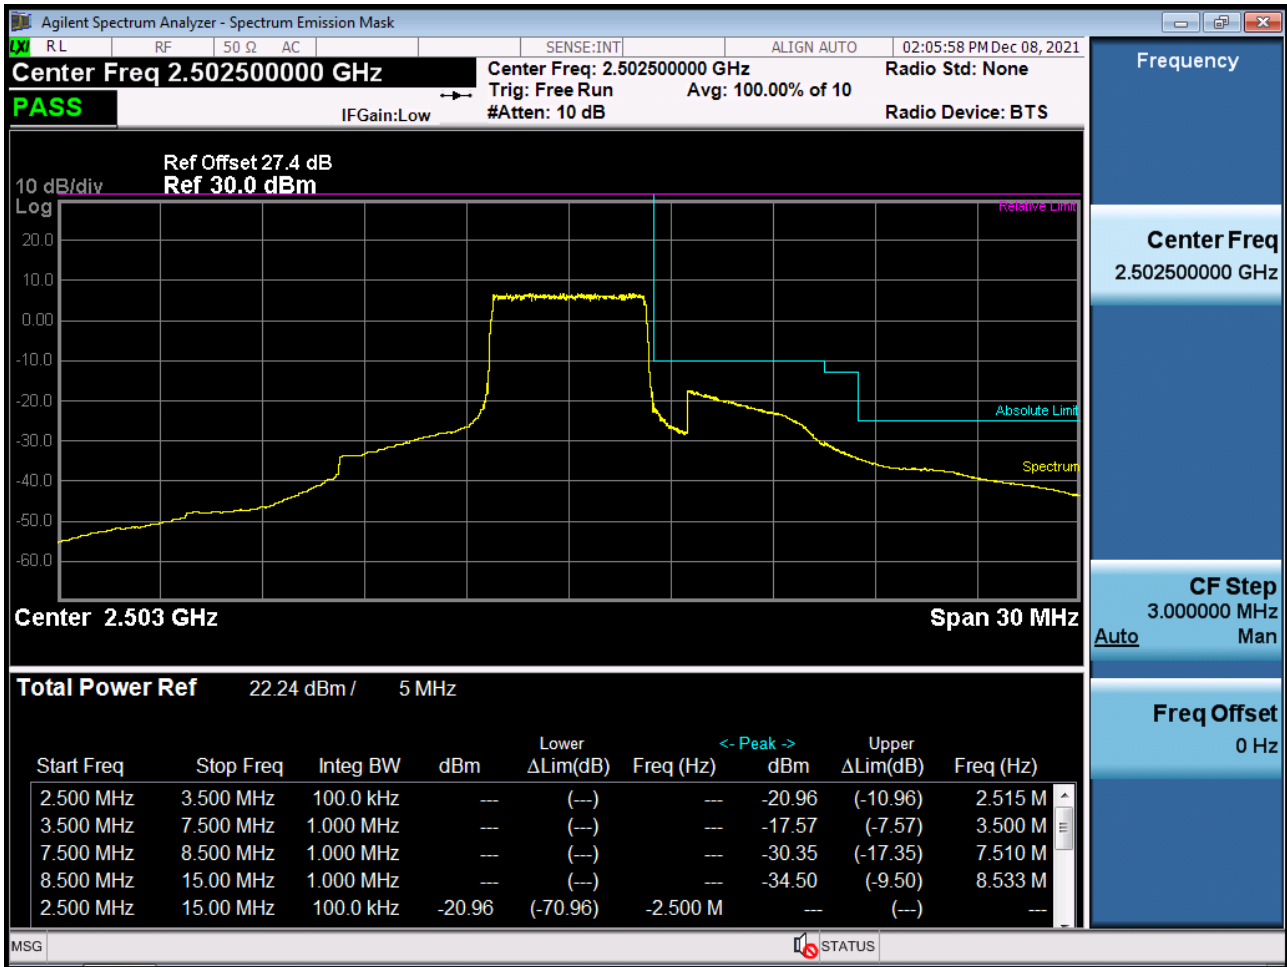 Agilent Spectrum Analyzer - Spectrum Emission Mask
LXI RL RF 50 Ω AC SENSE:INT ALIGN AUTO 02:05:58 PM Dec 08, 2021
Center Freq 2.502500000 GHz Center Freq: 2.502500000 GHz Radio Std: None
Trig: Free Run Avg: 100.00% of 10
PASS IFGain:Low #Atten: 10 dB Radio Device: BTS
Ref Offset 27.4 dB
10 dB/div Ref 30.0 dBm
Log
Relative Limit
20.0
10.0
0.00
-10.0
-20.0
Absolute Limit
-30.0
Spectrum
-40.0
-50.0
-60.0
Center 2.503 GHz Span 30 MHz
Total Power Ref 22.24 dBm / 5 MHz
Lower <- Peak -> Upper
Start Freq Stop Freq Integ BW dBm ΔLim(dB) Freq (Hz) dBm ΔLim(dB) Freq (Hz)
2.500 MHz 3.500 MHz 100.0 kHz --- (---) --- -20.96 (-10.96) 2.515 M
3.500 MHz 7.500 MHz 1.000 MHz --- (---) --- -17.57 (-7.57) 3.500 M
7.500 MHz 8.500 MHz 1.000 MHz --- (---) --- -30.35 (-17.35) 7.510 M
8.500 MHz 15.00 MHz 1.000 MHz --- (---) --- -34.50 (-9.50) 8.533 M
2.500 MHz 15.00 MHz 100.0 kHz -20.96 (-70.96) -2.500 M --- (---) ---
MSG STATUS
Frequency
Center Freq
2.502500000 GHz
CF Step
3.000000 MHz
Auto Man
Freq Offset
0 Hz